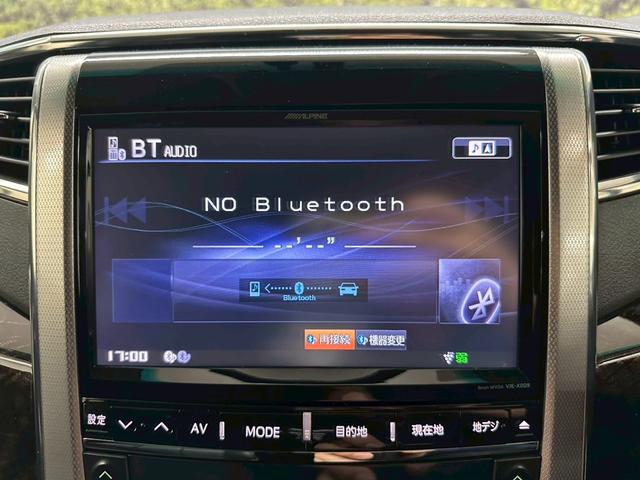 ALPINE
BT AUDIO
NO Bluetooth
--'--"
Bluetooth
再接続 機器変更
17:00
設定 AV MODE 目的地 現在地 地デジ